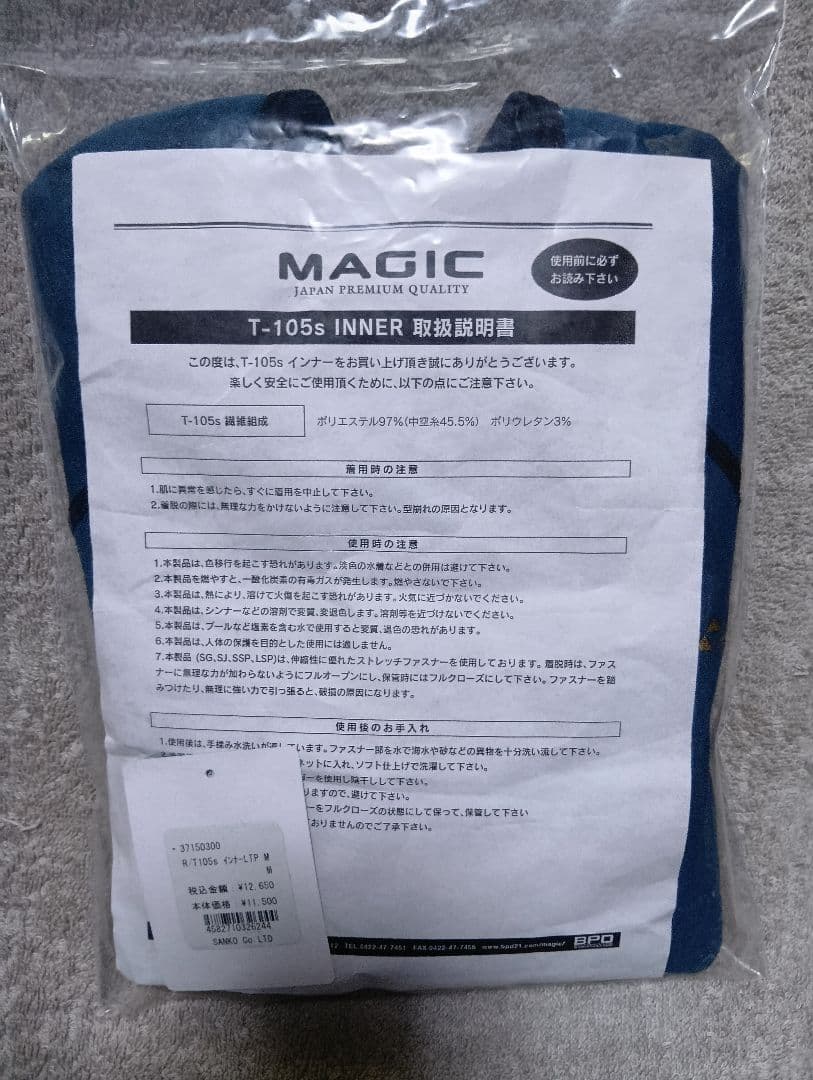 MAGIC
JAPAN PREMIUM QUALITY
使用前に必ず
お読み下さい
T-105s INNER 取扱説明書
この度は、T-105s インナーをお買い上げ頂き誠にありがとうございます。
楽しく安全にご使用頂くために、以下の点にご注意下さい。
T-105s 繊維組成
ポリエステル97%(中空糸45.5%) ポリウレタン3%
着用時の注意
1.肌に異常を感じたら、すぐに着用を中止して下さい。
2.着脱の際には、無理な力をかけないように注意して下さい。型崩れの原因となります。
使用時の注意
1.本製品は、色移行を起こす恐れがあります。淡色の水着などとの併用は避けて下さい。
2.本製品を燃やすと、一酸化炭素の有毒ガスが発生します。燃やさないで下さい。
3.本製品は、熱により、溶けて火傷を起こす恐れがあります。火気に近づかないでください。
4.本製品は、シンナーなどの溶剤で変質、変退色します。溶剤等を近づけないでください。
5.本製品は、プールなど塩素を含む水で使用すると変質、退色の恐れがあります。
6.本製品は、人体の保護を目的とした使用には適しません。
7.本製品 (SG、SJ、SSP、LSP)は、伸縮性に優れたストレッチファスナーを使用しております。着脱時は、ファス
ナーに無理な力が加わらないようにフルオープンにし、保管時にはフルクローズにして下さい。ファスナーを踏
みつけたり、無理に強い力で引っ張ると、破損の原因になります。
使用後のお手入れ
1.使用後は、手揉み水洗いが います。ファスナー部を水で海水や砂などの異物を十分洗い流して下さい。
ネットに入れ、ソフト仕上げで洗濯して下さい。
ーを使用し陰干しして下さい。
りますので、避けて下さい。
ーをフルクローズの状態にして保って、保管して下さい
おりませんのでご了承下さい。
37150300
R/T105s インナーLTP M
税込金額 : ¥12,650
本体価格 : ¥11,500
4582710326244
SANKO Co.LTD
TEL.0422-47-7451 FAX.0422-47-7456 www.bpd21.com/magic/ BPD